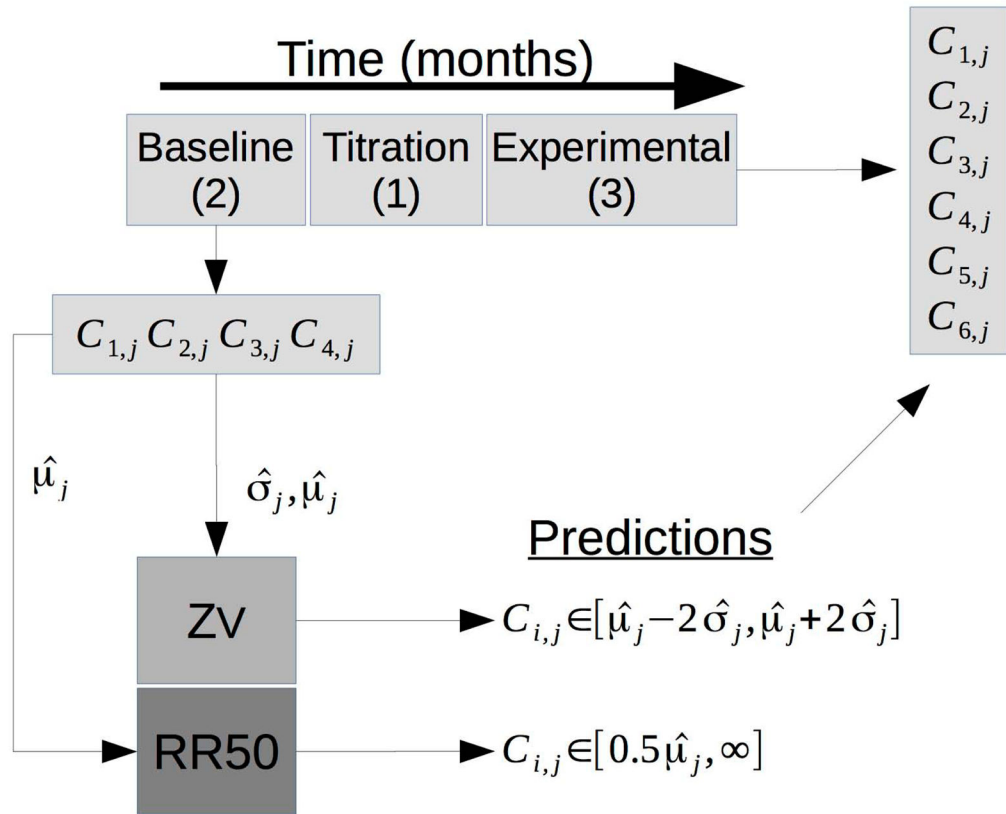 Time (months)
Baseline
(2)
Titration
(1)
Experimental
(3)
C₁,ⱼ
C₂,ⱼ
C₃,ⱼ
C₄,ⱼ
C₅,ⱼ
C₆,ⱼ
C₁,ⱼ C₂,ⱼ C₃,ⱼ C₄,ⱼ
μ̂ⱼ
σ̂ⱼ, μ̂ⱼ
Predictions
ZV
Cᵢ,ⱼ∈[μ̂ⱼ−2σ̂ⱼ, μ̂ⱼ+2σ̂ⱼ]
RR50
Cᵢ,ⱼ∈[0.5μ̂ⱼ,∞]